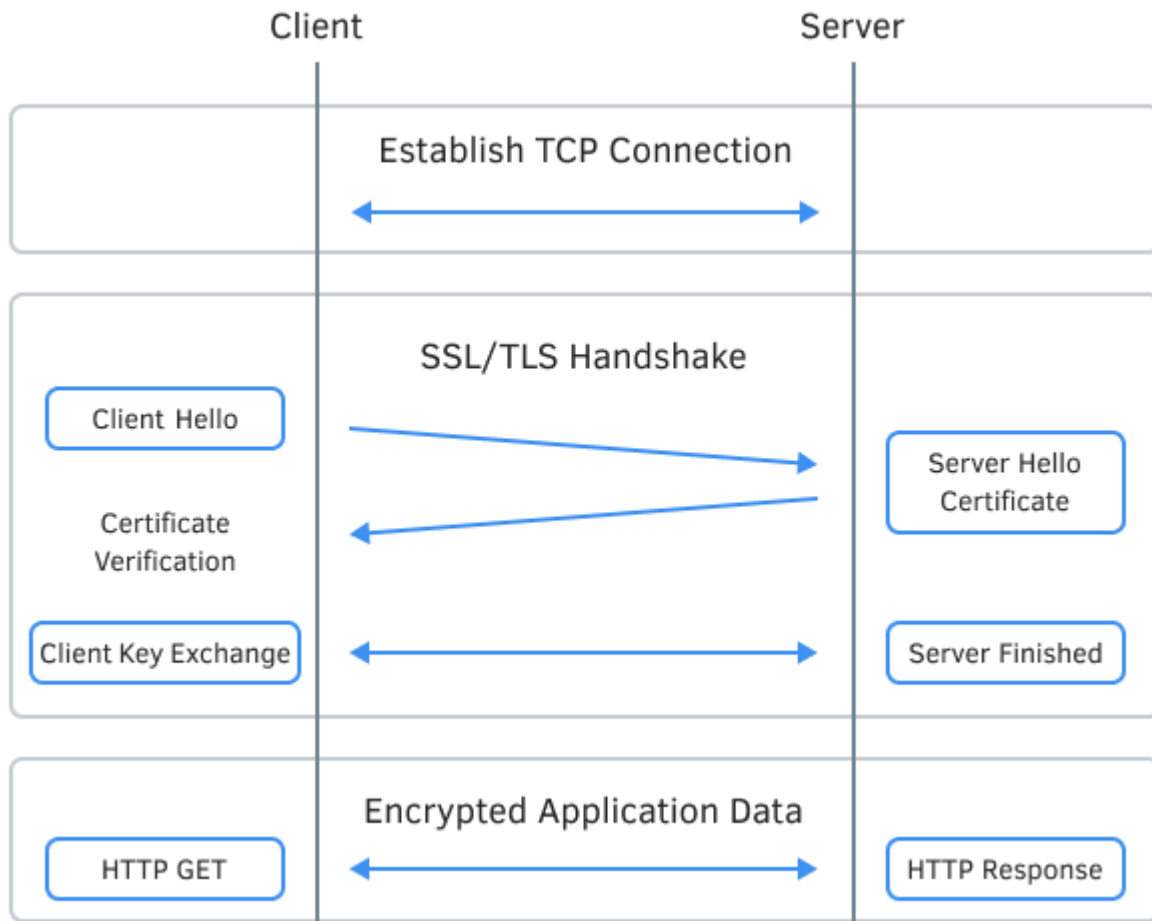 Client
Server
Establish TCP Connection
SSL/TLS Handshake
Client Hello
Server Hello
Certificate
Certificate
Verification
Client Key Exchange
Server Finished
Encrypted Application Data
HTTP GET
HTTP Response